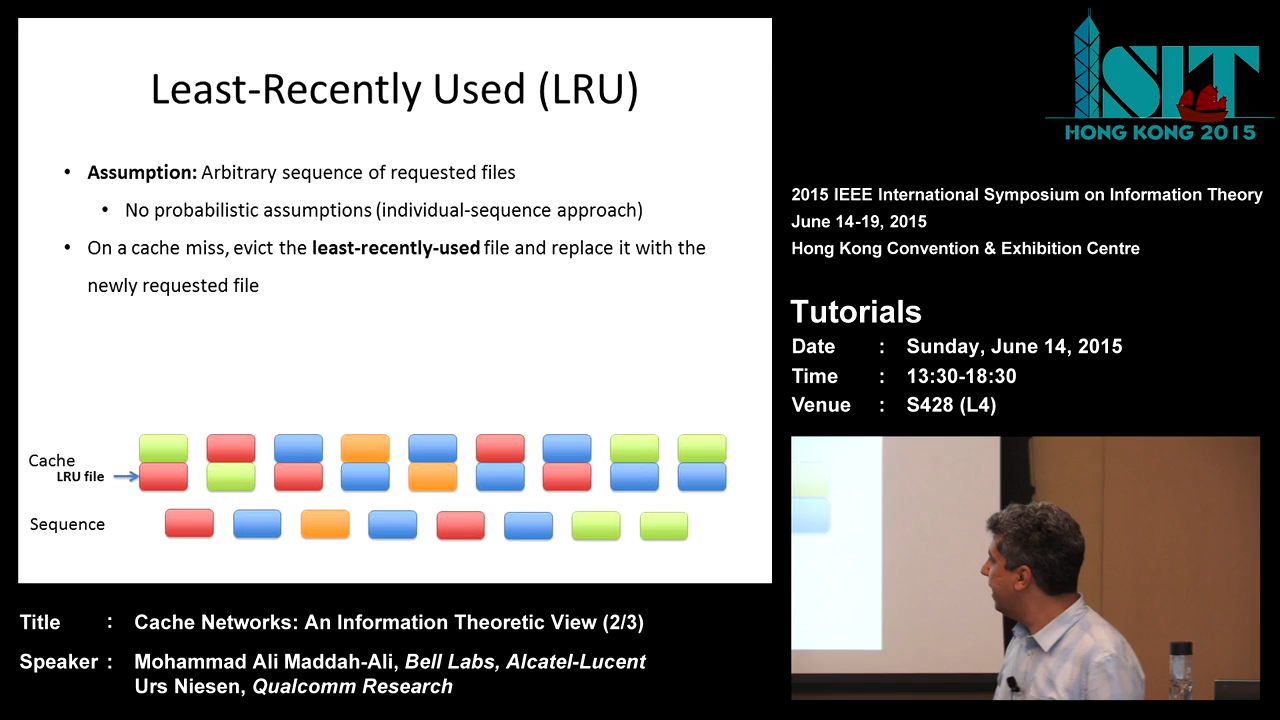 Least-Recently Used (LRU)
• Assumption: Arbitrary sequence of requested files
• No probabilistic assumptions (individual-sequence approach)
• On a cache miss, evict the least-recently-used file and replace it with the
newly requested file
Cache
LRU file
Sequence
ISIT
HONG KONG 2015
2015 IEEE International Symposium on Information Theory
June 14-19, 2015
Hong Kong Convention & Exhibition Centre
Tutorials
Date : Sunday, June 14, 2015
Time : 13:30-18:30
Venue : S428 (L4)
Title : Cache Networks: An Information Theoretic View (2/3)
Speaker : Mohammad Ali Maddah-Ali, Bell Labs, Alcatel-Lucent
Urs Niesen, Qualcomm Research